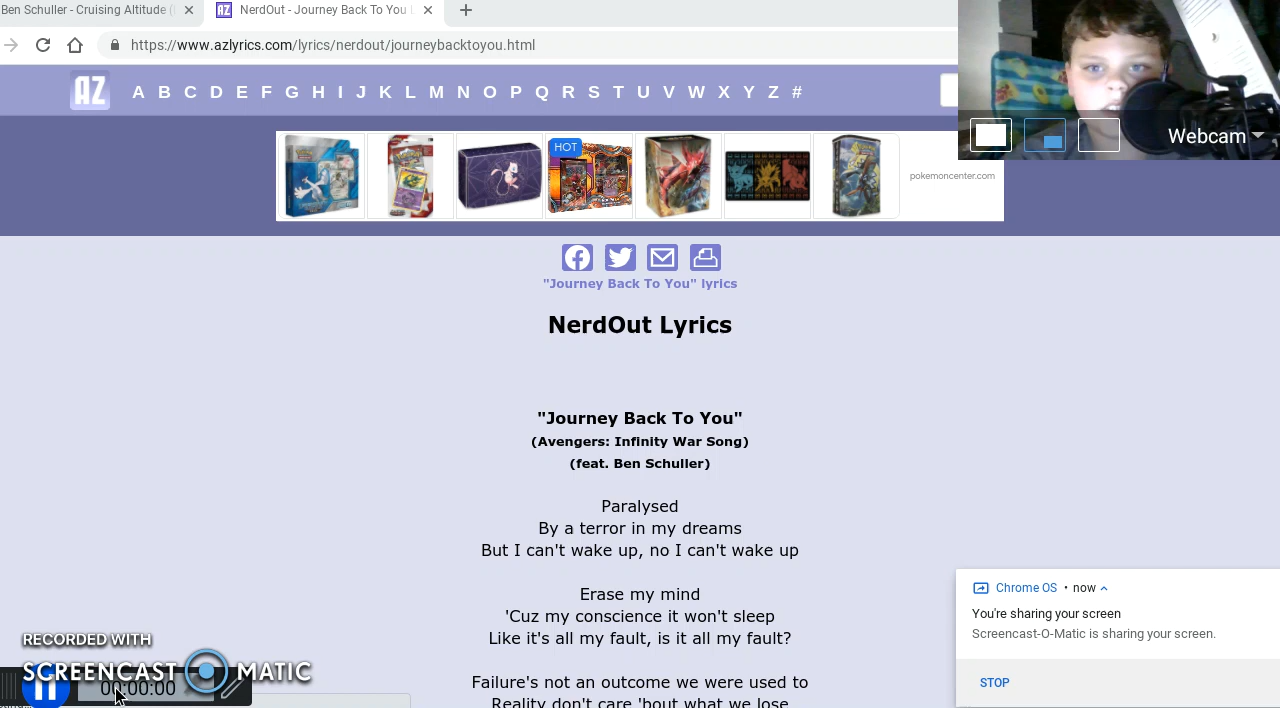 Ben Schuller - Cruising Altitude (
NerdOut - Journey Back To You L
https://www.azlyrics.com/lyrics/nerdout/journeybacktoyou.html
AZ
A B C D E F G H I J K L M N O P Q R S T U V W X Y Z #
Webcam
HOT
pokemoncenter.com
"Journey Back To You" lyrics
NerdOut Lyrics
"Journey Back To You"
(Avengers: Infinity War Song)
(feat. Ben Schuller)
Paralysed
By a terror in my dreams
But I can't wake up, no I can't wake up
Erase my mind
'Cuz my conscience it won't sleep
Like it's all my fault, is it all my fault?
Failure's not an outcome we were used to
Reality don't care 'bout what we lose
Chrome OS • now
You're sharing your screen
Screencast-O-Matic is sharing your screen.
STOP
RECORDED WITH
SCREENCAST MATIC
00:00:00